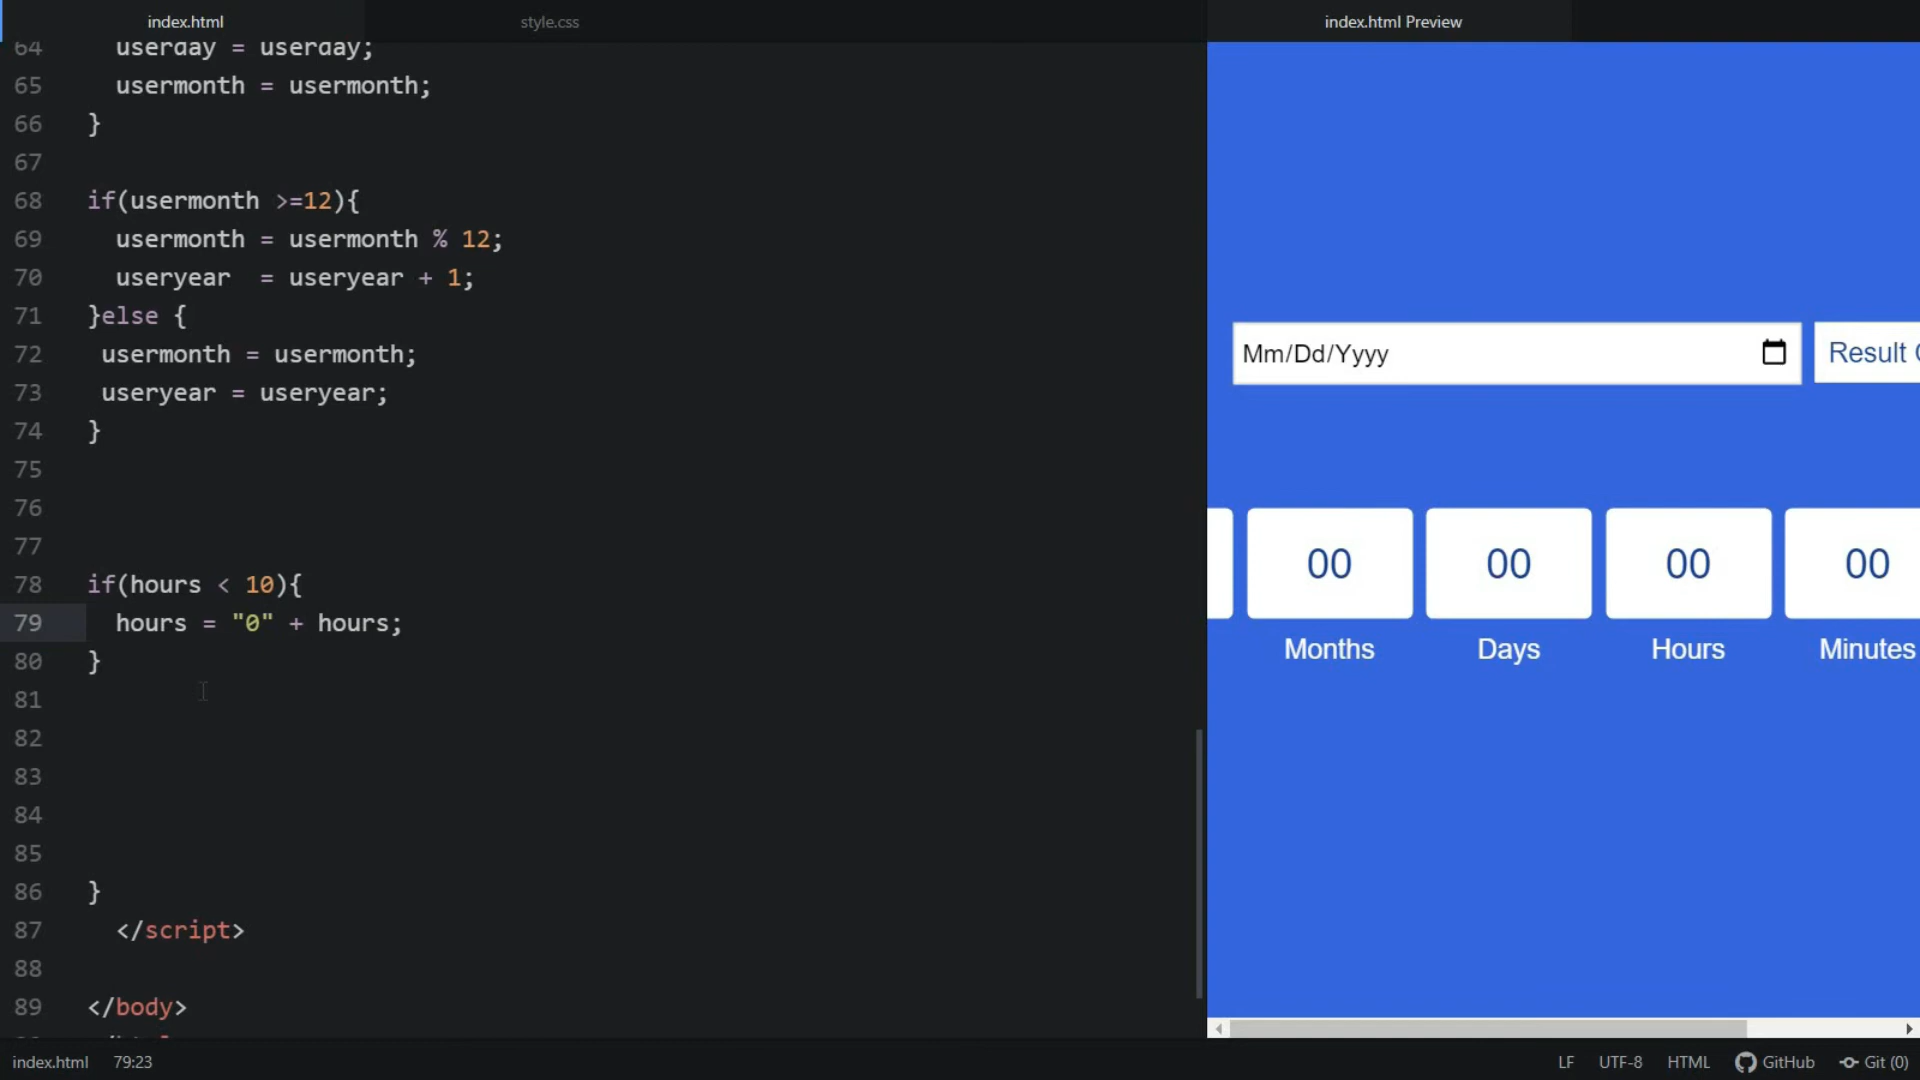 index.html
style.css
index.html Preview
64 userday = userday;
65 usermonth = usermonth;
66 }
67
68 if(usermonth >=12){
69 usermonth = usermonth % 12;
70 useryear  = useryear + 1;
71 }else {
72 usermonth = usermonth;
73 useryear = useryear;
74 }
75
76
77
78 if(hours < 10){
79 hours = "0" + hours;
80 }
81
82
83
84
85
86 }
87 </script>
88
89 </body>
Mm/Dd/Yyyy
Result
00 00 00 00
Months Days Hours Minutes
index.html 79:23 LF UTF-8 HTML GitHub Git (0)